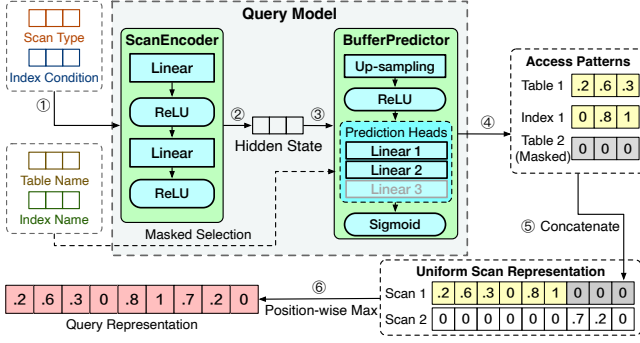 Query Model
Scan Type
Index Condition
①
Table Name
Index Name
ScanEncoder
Linear
ReLU
Linear
ReLU
②
Hidden State
③
Masked Selection
BufferPredictor
Up-sampling
ReLU
Prediction Heads
Linear 1
Linear 2
Linear 3
Sigmoid
④
Access Patterns
Table 1 .2 .6 .3
Index 1 0 .8 1
Table 2 0 0 0
(Masked)
⑤ Concatenate
Uniform Scan Representation
Scan 1 .2 .6 .3 0 .8 1 0 0 0
Scan 2 0 0 0 0 0 0 .7 .2 0
⑥
Position-wise Max
.2 .6 .3 0 .8 1 .7 .2 0
Query Representation